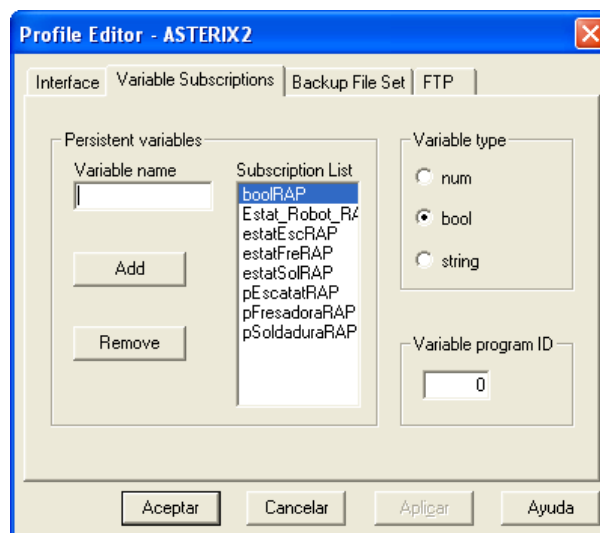 Profile Editor - ASTERIX2
Interface
Variable Subscriptions
Backup File Set
FTP
Persistent variables
Variable name
Subscription List
boolRAP
Estat_Robot_RA
estatEscRAP
estatFreRAP
estatSolRAP
pEscatatRAP
pFresadoraRAP
pSoldaduraRAP
Add
Remove
Variable type
num
bool
string
Variable program ID
0
Aceptar
Cancelar
Aplicar
Ayuda